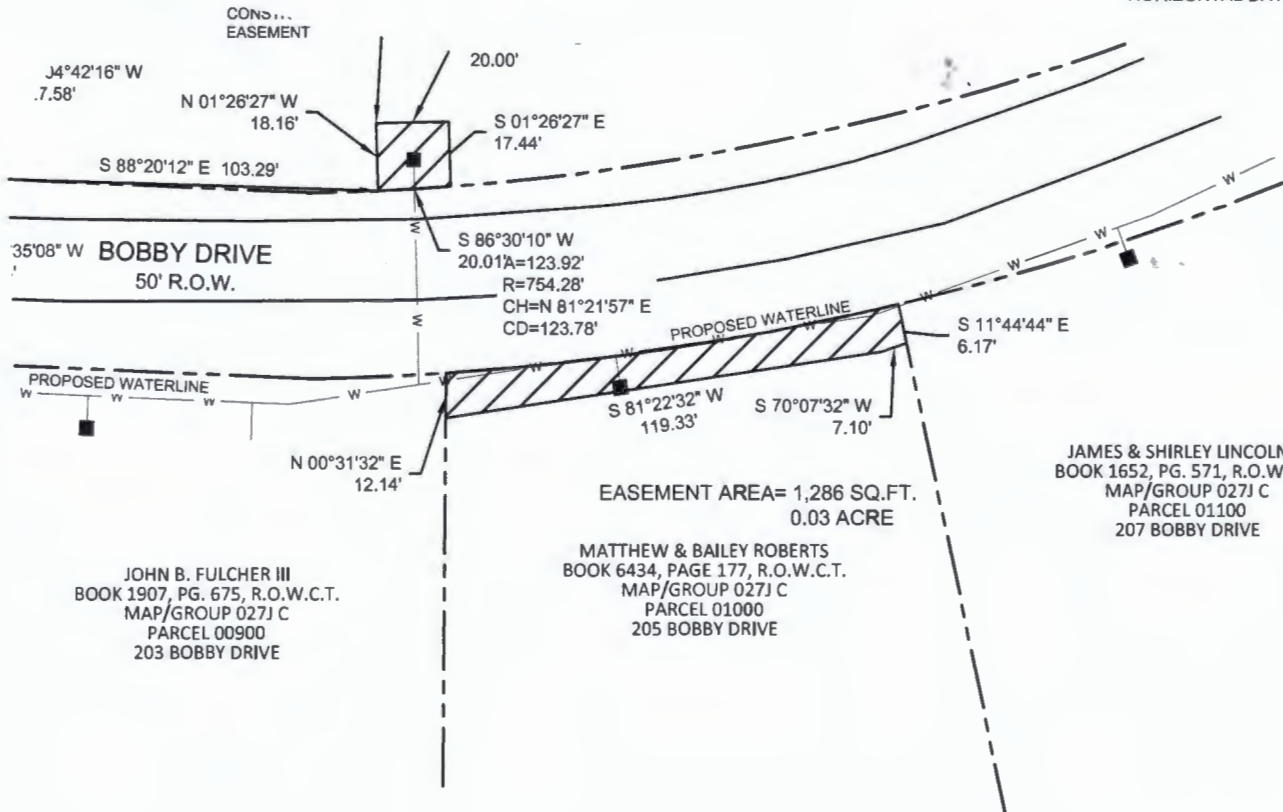 EASEMENT
20.00'
N 01°26'27" W
18.16'
S 01°26'27" E
17.44'
S 88°20'12" E 103.29'
BOBBY DRIVE
50' R.O.W.
S 86°30'10" W
20.01'
A=123.92'
R=754.28'
CH=N 81°21'57" E
CD=123.78'
W
W
PROPOSED WATERLINE
W
W
W
W
W
W
PROPOSED WATERLINE
W
W
W
W
W
W
W
S 11°44'44" E
6.17'
S 81°22'32" W
119.33'
S 70°07'32" W
7.10'
N 00°31'32" E
12.14'
EASEMENT AREA= 1,286 SQ.FT.
0.03 ACRE
JOHN B. FULCHER III
BOOK 1907, PG. 675, R.O.W.C.T.
MAP/GROUP 027J C
PARCEL 00900
203 BOBBY DRIVE
MATTHEW & BAILEY ROBERTS
BOOK 6434, PAGE 177, R.O.W.C.T.
MAP/GROUP 027J C
PARCEL 01000
205 BOBBY DRIVE
JAMES & SHIRLEY LINCOLN
BOOK 1652, PG. 571, R.O.W
MAP/GROUP 027J C
PARCEL 01100
207 BOBBY DRIVE